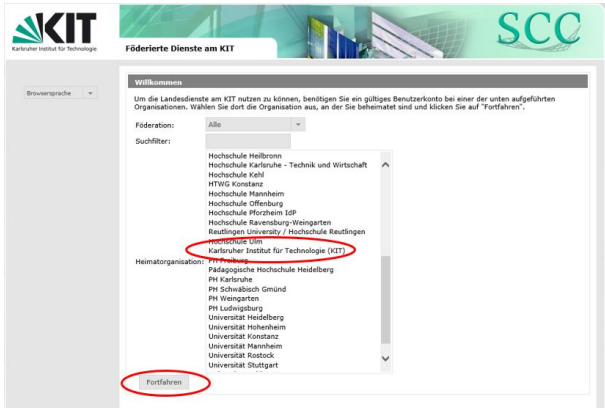 KIT
Karlsruher Institut für Technologie
Föderierte Dienste am KIT
SCC
Browsersprache
Willkommen
Um die Landesdienste am KIT nutzen zu können, benötigen Sie ein gültiges Benutzerkonto bei einer der unten aufgeführten
Organisationen. Wählen Sie dort die Organisation aus, an der Sie beheimatet sind und klicken Sie auf "Fortfahren".
Föderation: Alle
Suchfilter:
Heimatorganisation:
Hochschule Heilbronn
Hochschule Karlsruhe - Technik und Wirtschaft
Hochschule Kehl
HTWG Konstanz
Hochschule Mannheim
Hochschule Offenburg
Hochschule Pforzheim IdP
Hochschule Ravensburg-Weingarten
Reutlingen University / Hochschule Reutlingen
Hochschule Ulm
Karlsruher Institut für Technologie (KIT)
PH Freiburg
Pädagogische Hochschule Heidelberg
PH Karlsruhe
PH Schwäbisch Gmünd
PH Weingarten
PH Ludwigsburg
Universität Heidelberg
Universität Hohenheim
Universität Konstanz
Universität Mannheim
Universität Rostock
Universität Stuttgart
Fortfahren